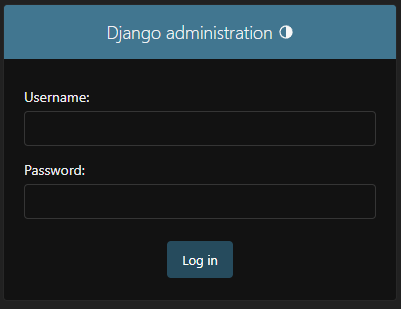 Django administration
Username:
Password:
Log in